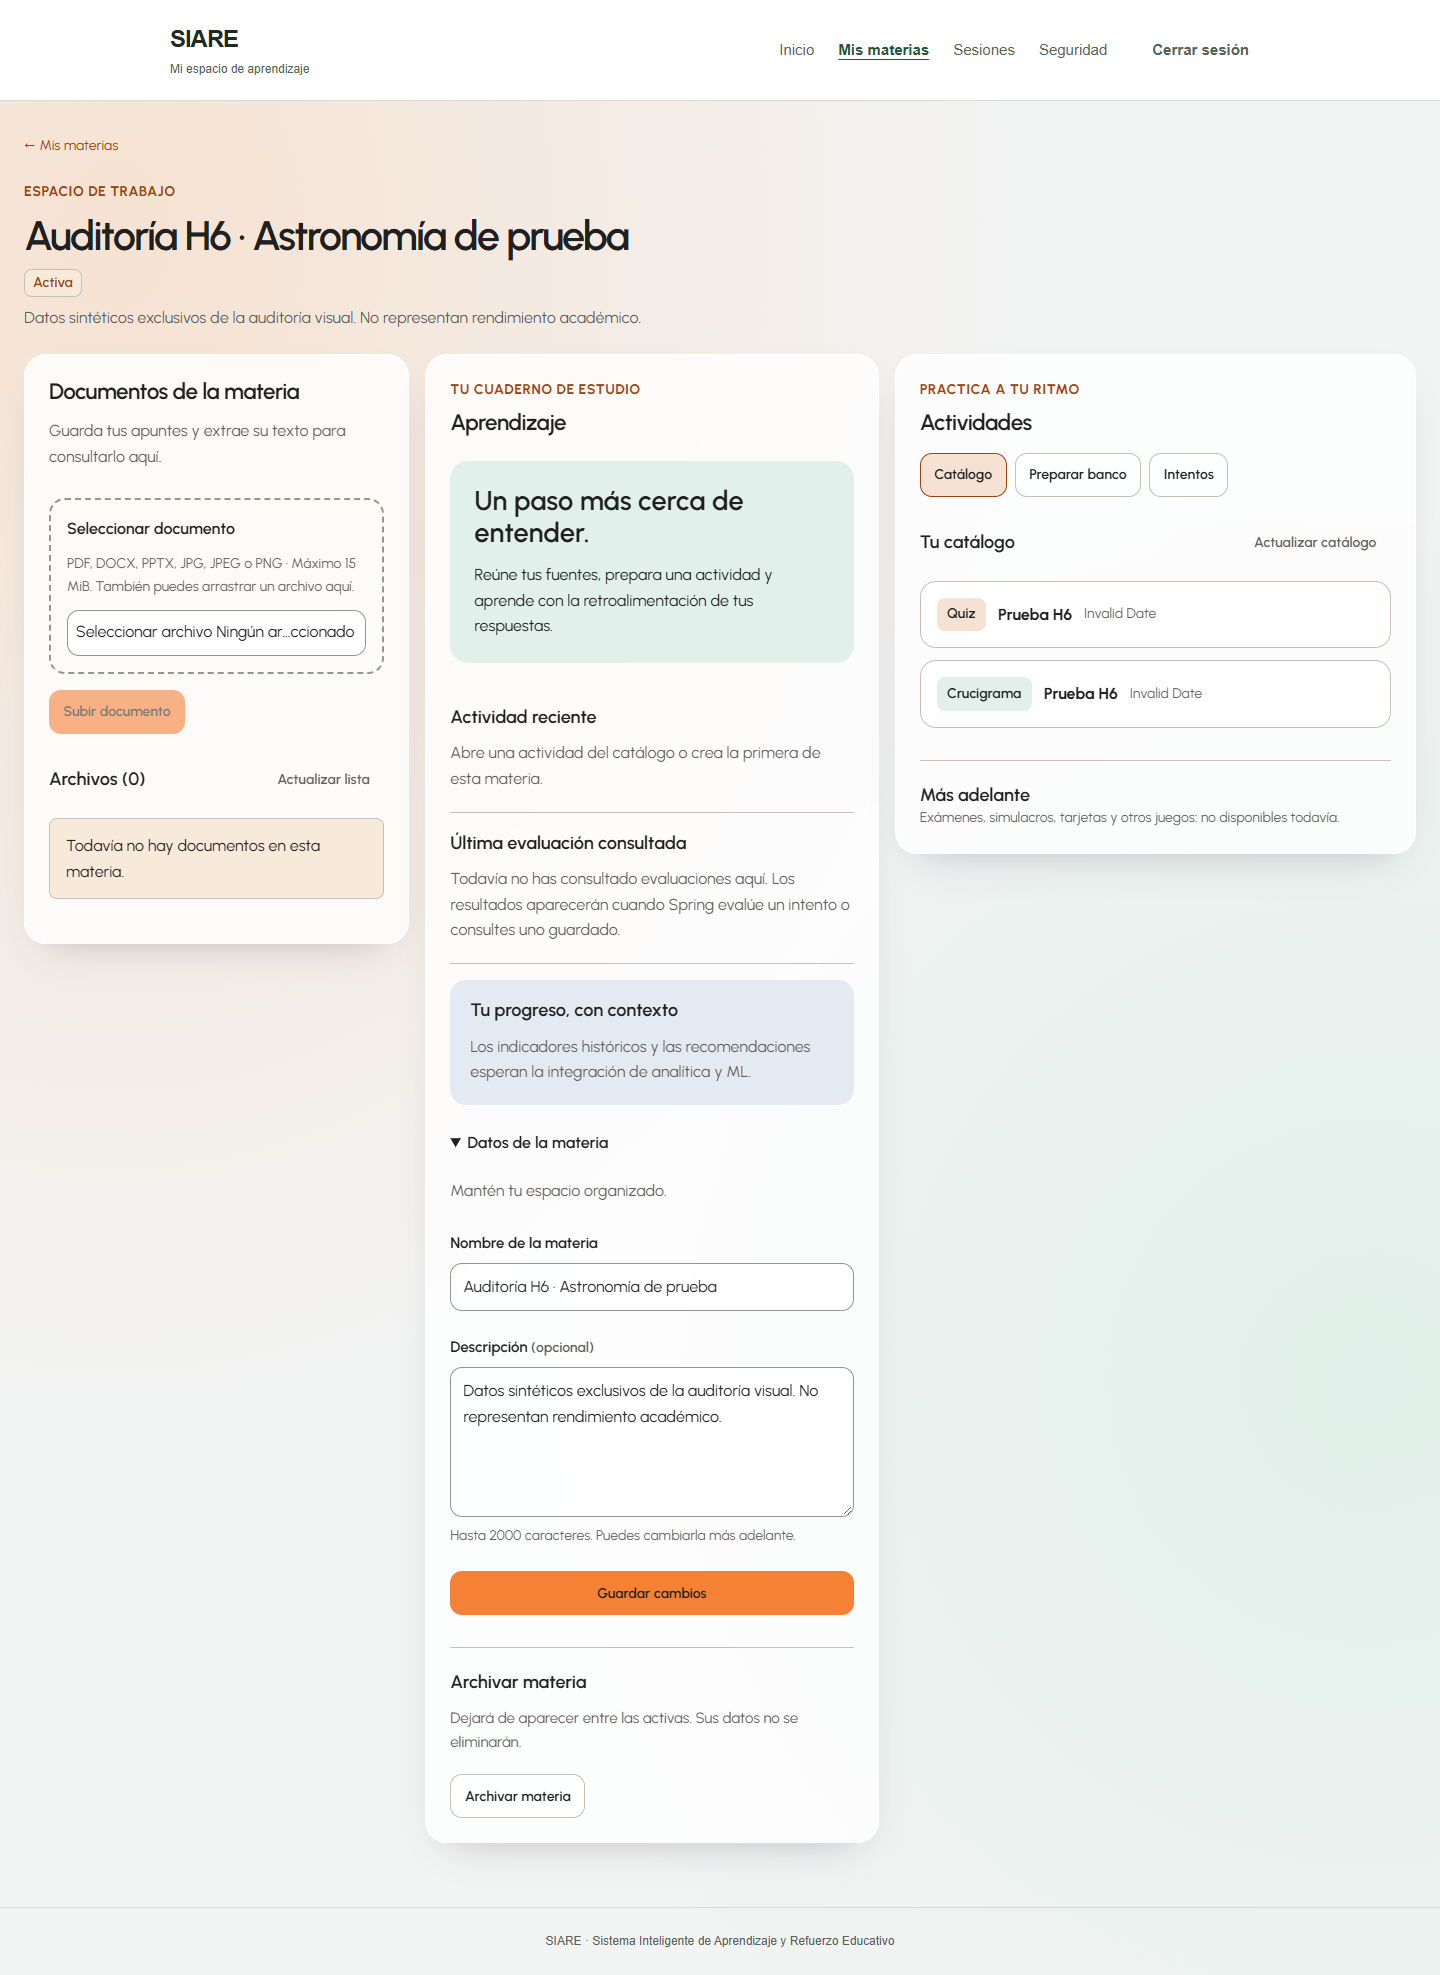 SIARE
Mi espacio de aprendizaje
Inicio
Mis materias
Sesiones
Seguridad
Cerrar sesión
← Mis materias
ESPACIO DE TRABAJO
Auditoría H6 · Astronomía de prueba
Activa
Datos sintéticos exclusivos de la auditoría visual. No representan rendimiento académico.
Documentos de la materia
Guarda tus apuntes y extrae su texto para
consultarlo aquí.
Seleccionar documento
PDF, DOCX, PPTX, JPG, JPEG o PNG · Máximo 15
MiB. También puedes arrastrar un archivo aquí.
Seleccionar archivo Ningún ar...ccionado
Subir documento
Archivos (0)
Actualizar lista
Todavía no hay documentos en esta
materia.
TU CUADERNO DE ESTUDIO
Aprendizaje
Un paso más cerca de
entender.
Reúne tus fuentes, prepara una actividad y
aprende con la retroalimentación de tus
respuestas.
Actividad reciente
Abre una actividad del catálogo o crea la primera de
esta materia.
Última evaluación consultada
Todavía no has consultado evaluaciones aquí. Los
resultados aparecerán cuando Spring evalúe un intento o
consultes uno guardado.
Tu progreso, con contexto
Los indicadores históricos y las recomendaciones
esperan la integración de analítica y ML.
▼ Datos de la materia
Mantén tu espacio organizado.
Nombre de la materia
Auditoría H6 · Astronomía de prueba
Descripción (opcional)
Datos sintéticos exclusivos de la auditoría visual. No
representan rendimiento académico.
Hasta 2000 caracteres. Puedes cambiarla más adelante.
Guardar cambios
Archivar materia
Dejará de aparecer entre las activas. Sus datos no se
eliminarán.
Archivar materia
PRACTICA A TU RITMO
Actividades
Catálogo
Preparar banco
Intentos
Tu catálogo
Actualizar catálogo
Quiz Prueba H6 Invalid Date
Crucigrama Prueba H6 Invalid Date
Más adelante
Exámenes, simulacros, tarjetas y otros juegos: no disponibles todavía.
SIARE · Sistema Inteligente de Aprendizaje y Refuerzo Educativo